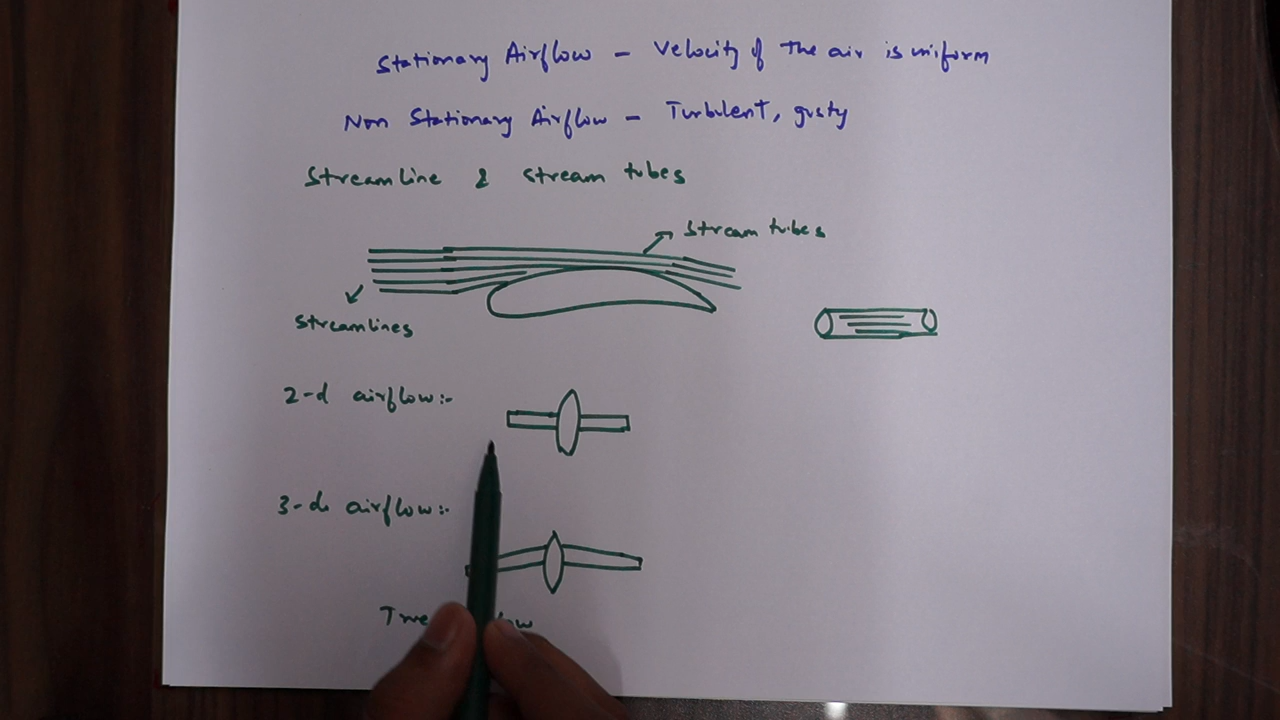 Stationary Airflow - Velocity of The air is uniform
Non Stationary Airflow - Turbulent, gusty
Streamline & stream tubes
Stream tubes
Streamlines
2-d airflow:-
3-d airflow:-